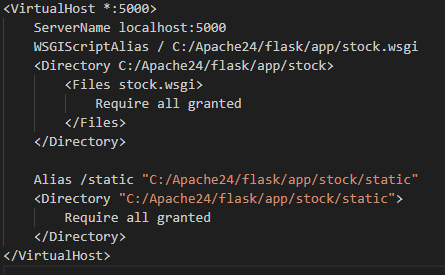 <VirtualHost *:5000>
    ServerName localhost:5000
    WSGIScriptAlias / C:/Apache24/flask/app/stock.wsgi
    <Directory C:/Apache24/flask/app/stock>
        <Files stock.wsgi>
            Require all granted
        </Files>
    </Directory>

    Alias /static "C:/Apache24/flask/app/stock/static"
    <Directory "C:/Apache24/flask/app/stock/static">
        Require all granted
    </Directory>
</VirtualHost>